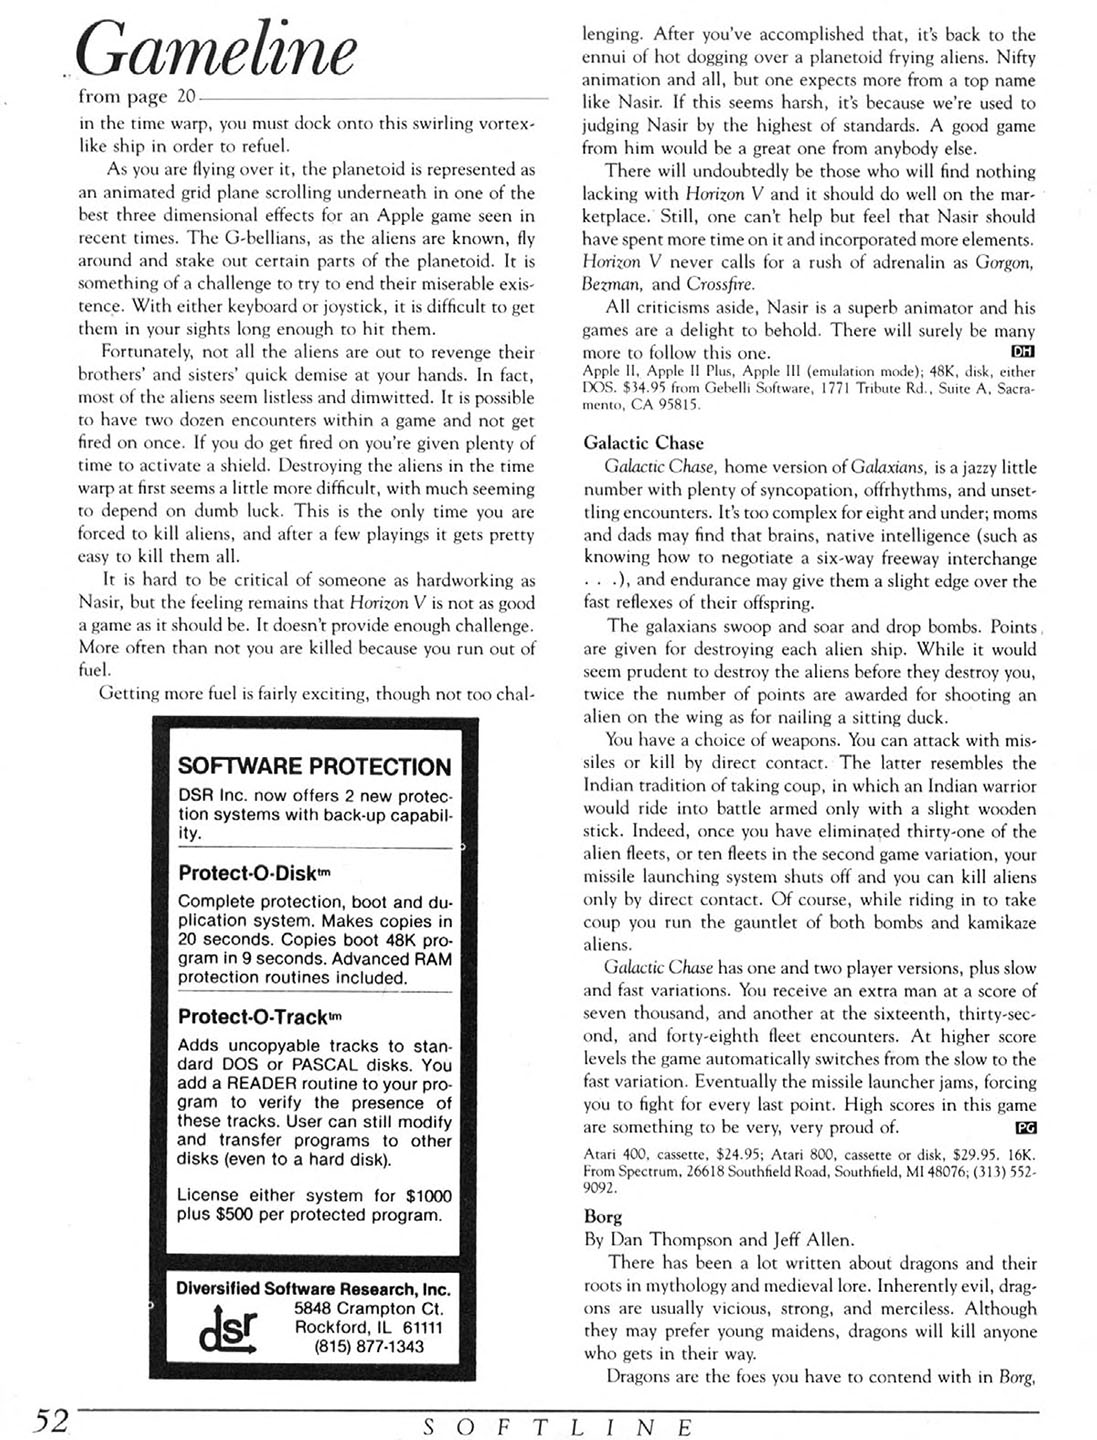 Gameline
from page 20
in the time warp, you must dock onto this swirling vortex-
like ship in order to refuel.
As you are flying over it, the planetoid is represented as
an animated grid plane scrolling underneath in one of the
best three dimensional effects for an Apple game seen in
recent times. The G-bellians, as the aliens are known, fly
around and stake out certain parts of the planetoid. It is
something of a challenge to try to end their miserable exis-
tence. With either keyboard or joystick, it is difficult to get
them in your sights long enough to hit them.
Fortunately, not all the aliens are out to revenge their
brothers' and sisters' quick demise at your hands. In fact,
most of the aliens seem listless and dimwitted. It is possible
to have two dozen encounters within a game and not get
fired on once. If you do get fired on you're given plenty of
time to activate a shield. Destroying the aliens in the time
warp at first seems a little more difficult, with much seeming
to depend on dumb luck. This is the only time you are
forced to kill aliens, and after a few playings it gets pretty
easy to kill them all.
It is hard to be critical of someone as hardworking as
Nasir, but the feeling remains that Horizon V is not as good
a game as it should be. It doesn't provide enough challenge.
More often than not you are killed because you run out of
fuel.
Getting more fuel is fairly exciting, though not too chal-
SOFTWARE PROTECTION
DSR Inc. now offers 2 new protec-
tion systems with back-up capabil-
ity.
Protect-O-Disk™
Complete protection, boot and du-
plication system. Makes copies in
20 seconds. Copies boot 48K pro-
gram in 9 seconds. Advanced RAM
protection routines included.
Protect-O-Track™
Adds uncopyable tracks to stan-
dard DOS or PASCAL disks. You
add a READER routine to your pro-
gram to verify the presence of
these tracks. User can still modify
and transfer programs to other
disks (even to a hard disk).
License either system for $1000
plus $500 per protected program.
Diversified Software Research, Inc.
dsr
5848 Crampton Ct.
Rockford, IL 61111
(815) 877-1343
lenging. After you've accomplished that, it's back to the
ennui of hot dogging over a planetoid frying aliens. Nifty
animation and all, but one expects more from a top name
like Nasir. If this seems harsh, it's because we're used to
judging Nasir by the highest of standards. A good game
from him would be a great one from anybody else.
There will undoubtedly be those who will find nothing
lacking with Horizon V and it should do well on the mar-
ketplace. Still, one can't help but feel that Nasir should
have spent more time on it and incorporated more elements.
Horizon V never calls for a rush of adrenalin as Gorgon,
Bezman, and Crossfire.
All criticisms aside, Nasir is a superb animator and his
games are a delight to behold. There will surely be many
more to follow this one. DH
Apple II, Apple II Plus, Apple III (emulation mode); 48K, disk, either
DOS. $34.95 from Gebelli Software, 1771 Tribute Rd., Suite A, Sacra-
mento, CA 95815.
Galactic Chase
Galactic Chase, home version of Galaxians, is a jazzy little
number with plenty of syncopation, offrhythms, and unset-
tling encounters. It's too complex for eight and under; moms
and dads may find that brains, native intelligence (such as
knowing how to negotiate a six-way freeway interchange
. . .), and endurance may give them a slight edge over the
fast reflexes of their offspring.
The galaxians swoop and soar and drop bombs. Points
are given for destroying each alien ship. While it would
seem prudent to destroy the aliens before they destroy you,
twice the number of points are awarded for shooting an
alien on the wing as for nailing a sitting duck.
You have a choice of weapons. You can attack with mis-
siles or kill by direct contact. The latter resembles the
Indian tradition of taking coup, in which an Indian warrior
would ride into battle armed only with a slight wooden
stick. Indeed, once you have eliminated thirty-one of the
alien fleets, or ten fleets in the second game variation, your
missile launching system shuts off and you can kill aliens
only by direct contact. Of course, while riding in to take
coup you run the gauntlet of both bombs and kamikaze
aliens.
Galactic Chase has one and two player versions, plus slow
and fast variations. You receive an extra man at a score of
seven thousand, and another at the sixteenth, thirty-sec-
ond, and forty-eighth fleet encounters. At higher score
levels the game automatically switches from the slow to the
fast variation. Eventually the missile launcher jams, forcing
you to fight for every last point. High scores in this game
are something to be very, very proud of. PG
Atari 400, cassette, $24.95; Atari 800, cassette or disk, $29.95. 16K.
From Spectrum, 26618 Southfield Road, Southfield, MI 48076; (313) 552-
9092.
Borg
By Dan Thompson and Jeff Allen.
There has been a lot written about dragons and their
roots in mythology and medieval lore. Inherently evil, drag-
ons are usually vicious, strong, and merciless. Although
they may prefer young maidens, dragons will kill anyone
who gets in their way.
Dragons are the foes you have to contend with in Borg,
52
SOFTLINE